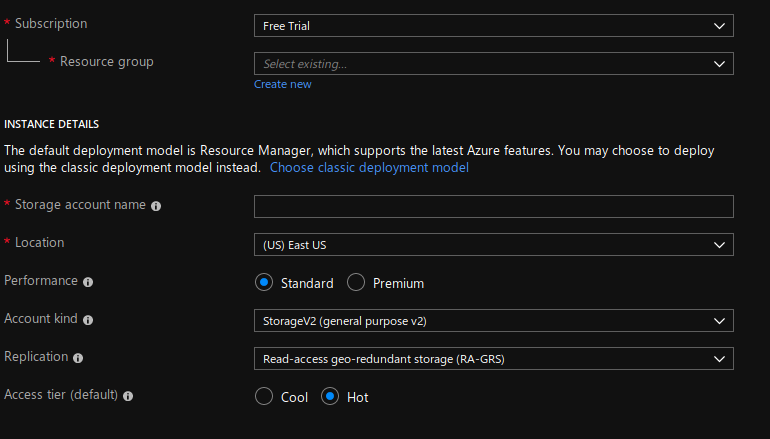 * Subscription
Free Trial
* Resource group
Select existing...
Create new
INSTANCE DETAILS
The default deployment model is Resource Manager, which supports the latest Azure features. You may choose to deploy
using the classic deployment model instead. Choose classic deployment model
* Storage account name
* Location
(US) East US
Performance
Standard Premium
Account kind
StorageV2 (general purpose v2)
Replication
Read-access geo-redundant storage (RA-GRS)
Access tier (default)
Cool Hot